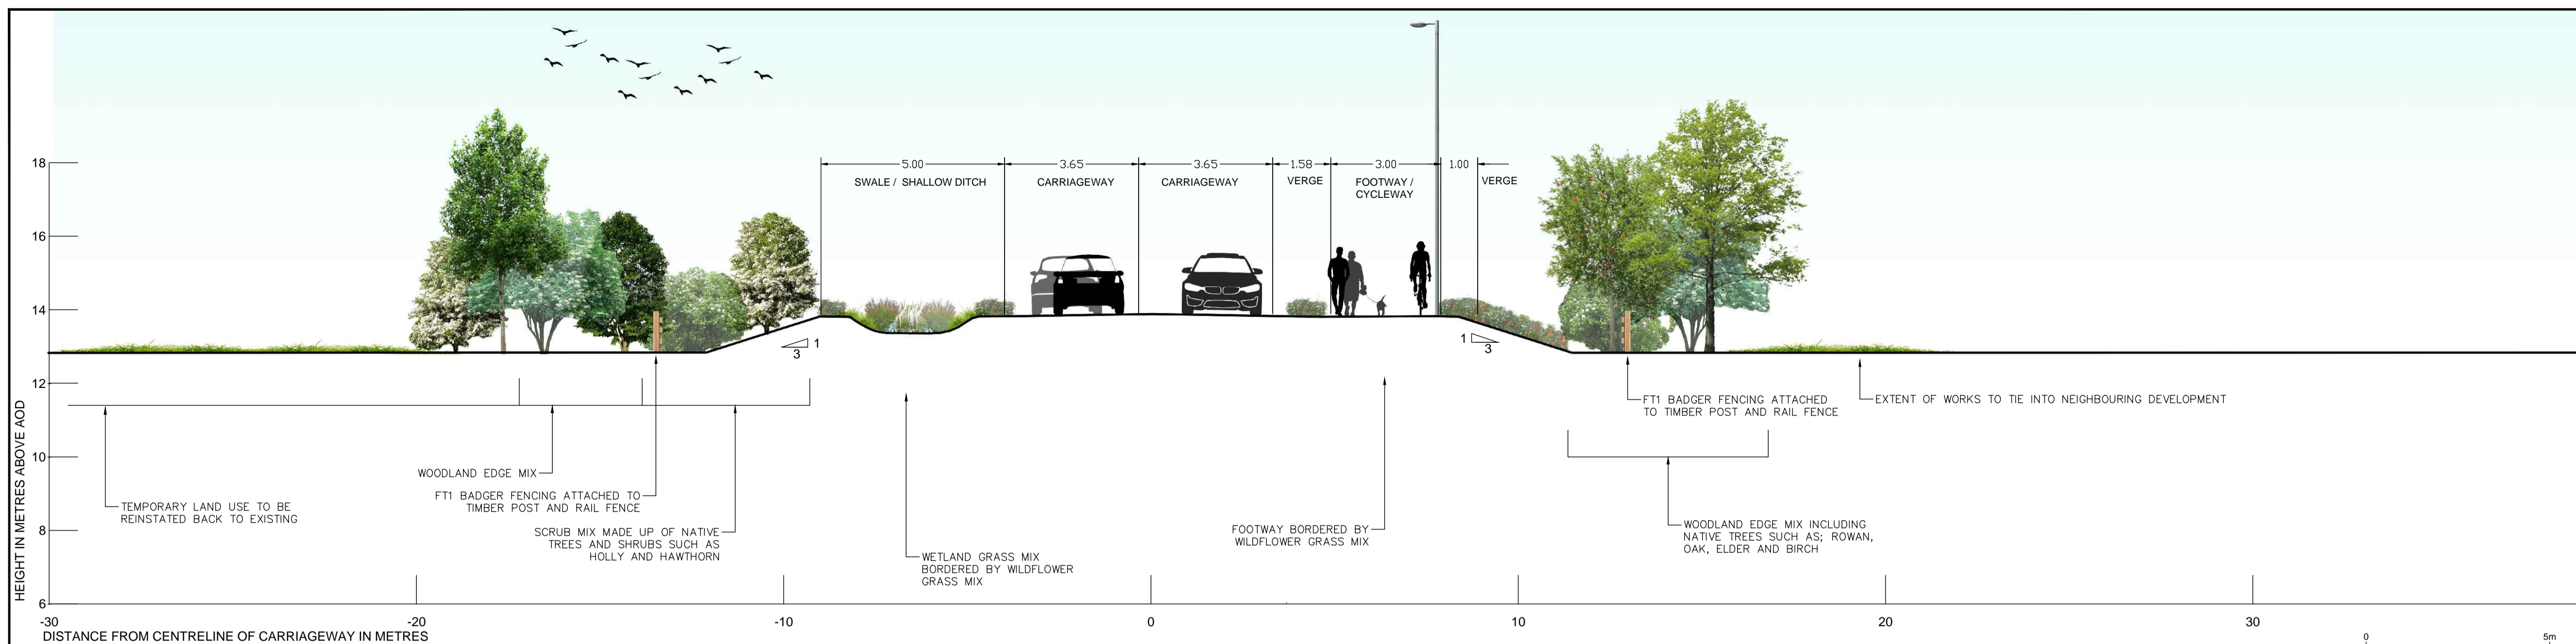 18
16
14
12
10
8
6
HEIGHT IN METRES ABOVE AOD
5.00
3.65
3.65
1.58
3.00
1.00
SWALE / SHALLOW DITCH
CARRIAGEWAY
CARRIAGEWAY
VERGE
FOOTWAY /
CYCLEWAY
VERGE
1
3
1
3
TEMPORARY LAND USE TO BE
REINSTATED BACK TO EXISTING
WOODLAND EDGE MIX
FT1 BADGER FENCING ATTACHED TO
TIMBER POST AND RAIL FENCE
SCRUB MIX MADE UP OF NATIVE
TREES AND SHRUBS SUCH AS
HOLLY AND HAWTHORN
WETLAND GRASS MIX
BORDERED BY WILDFLOWER
GRASS MIX
FOOTWAY BORDERED BY
WILDFLOWER GRASS MIX
FT1 BADGER FENCING ATTACHED
TO TIMBER POST AND RAIL FENCE
EXTENT OF WORKS TO TIE INTO NEIGHBOURING DEVELOPMENT
WOODLAND EDGE MIX INCLUDING
NATIVE TREES SUCH AS; ROWAN,
OAK, ELDER AND BIRCH
-30
-20
-10
0
10
20
30
DISTANCE FROM CENTRELINE OF CARRIAGEWAY IN METRES
0
5m